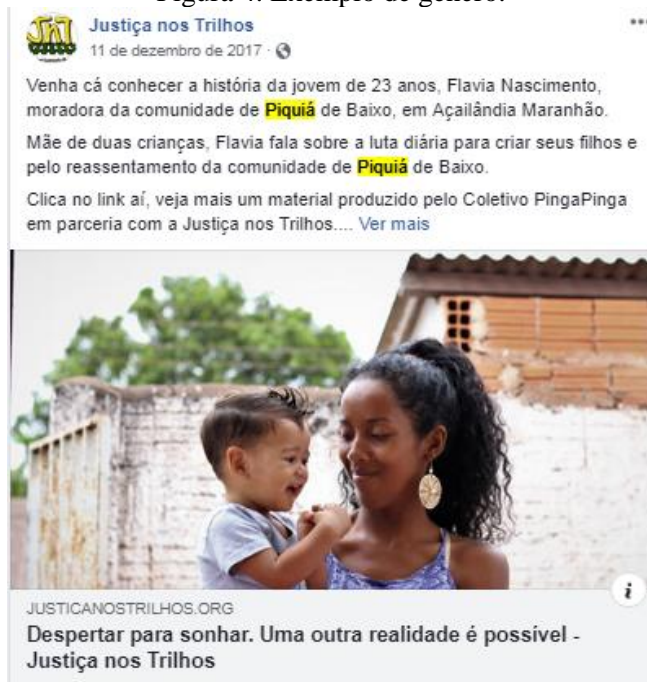 Figura 4. Exemplo de gênero.
Justiça nos Trilhos
11 de dezembro de 2017 ·
Venha cá conhecer a história da jovem de 23 anos, Flavia Nascimento,
moradora da comunidade de Piquiá de Baixo, em Açailândia Maranhão.
Mãe de duas crianças, Flavia fala sobre a luta diária para criar seus filhos e
pelo reassentamento da comunidade de Piquiá de Baixo.
Clica no link aí, veja mais um material produzido pelo Coletivo PingaPinga
em parceria com a Justiça nos Trilhos.... Ver mais
JUSTICANOSTRILHOS.ORG
Despertar para sonhar. Uma outra realidade é possível -
Justiça nos Trilhos